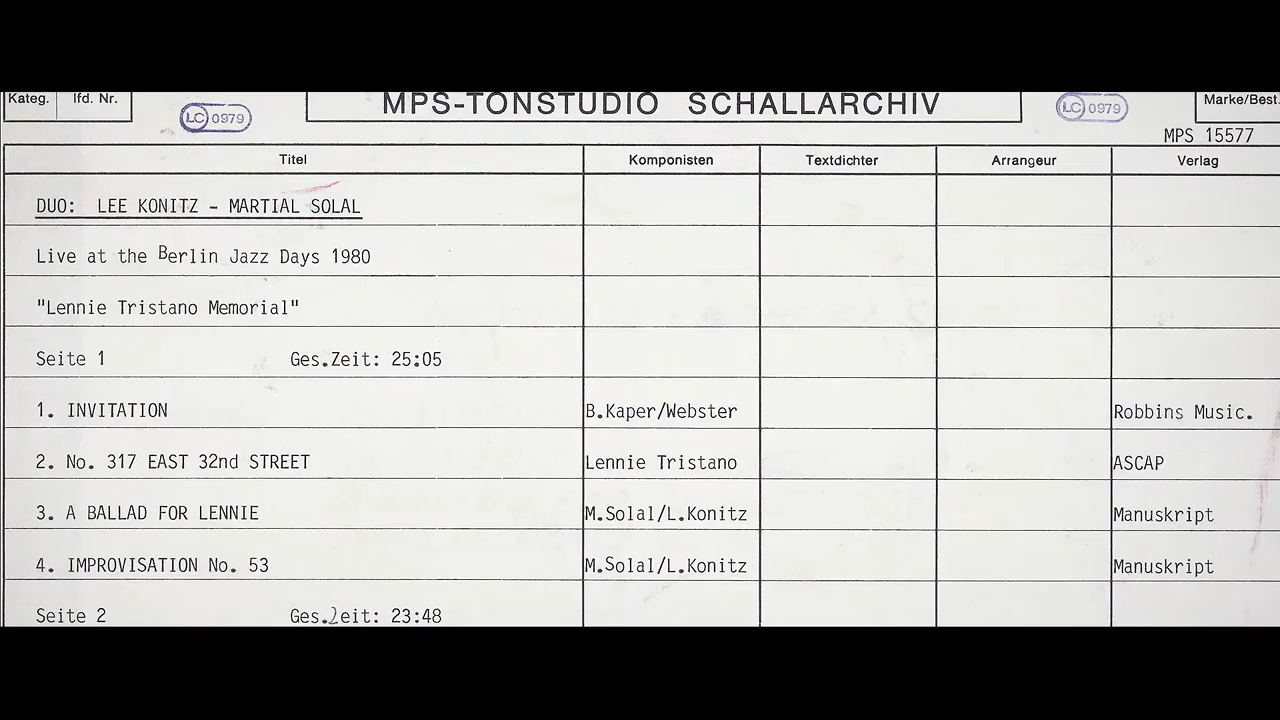 Kateg. lfd. Nr. LC 0979 MPS-TONSTUDIO SCHALLARCHIV LC 0979 Marke/Best.
MPS 15577
Titel Komponisten Textdichter Arrangeur Verlag
DUO: LEE KONITZ - MARTIAL SOLAL
Live at the Berlin Jazz Days 1980
"Lennie Tristano Memorial"
Seite 1 Ges.Zeit: 25:05
1. INVITATION B.Kaper/Webster Robbins Music.
2. No. 317 EAST 32nd STREET Lennie Tristano ASCAP
3. A BALLAD FOR LENNIE M.Solal/L.Konitz Manuskript
4. IMPROVISATION No. 53 M.Solal/L.Konitz Manuskript
Seite 2 Ges.Zeit: 23:48